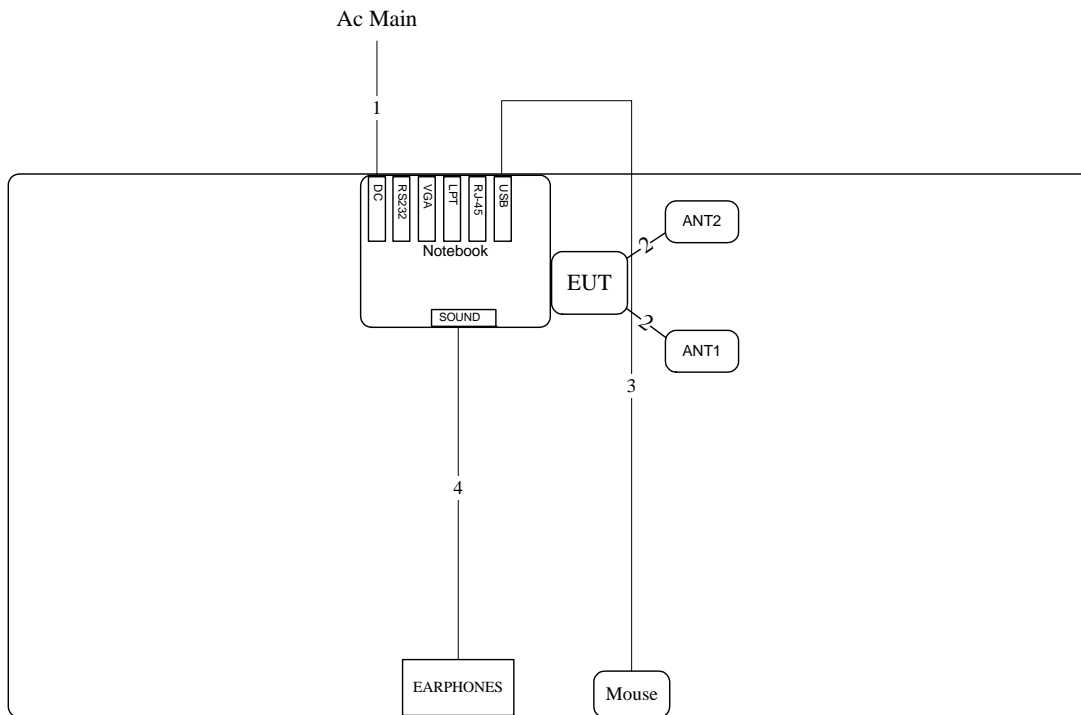 Ac Main
1
DC
RS232
VGA
LPT
RJ-45
USB
Notebook
SOUND
EUT
2
ANT2
2
ANT1
3
4
EARPHONES
Mouse